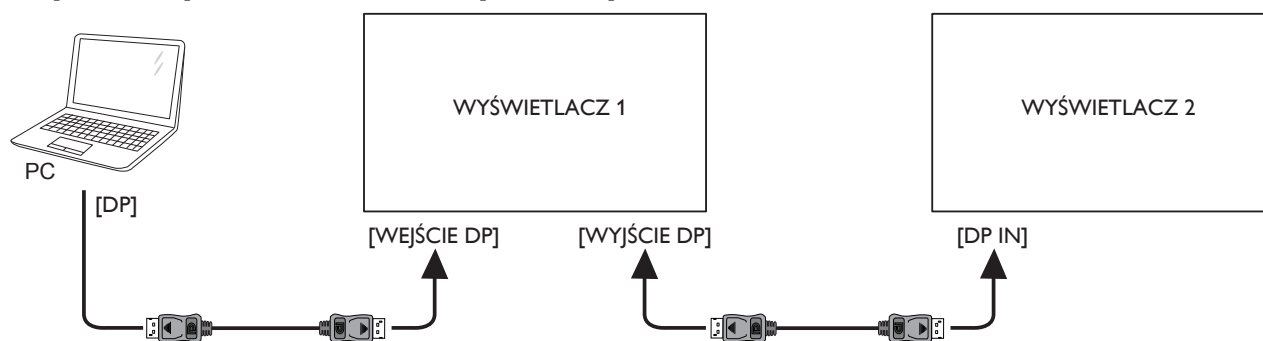 WYŚWIETLACZ 1
WYŚWIETLACZ 2
PC
[DP]
[WEJŚCIE DP]
[WYJŚCIE DP]
[DP IN]